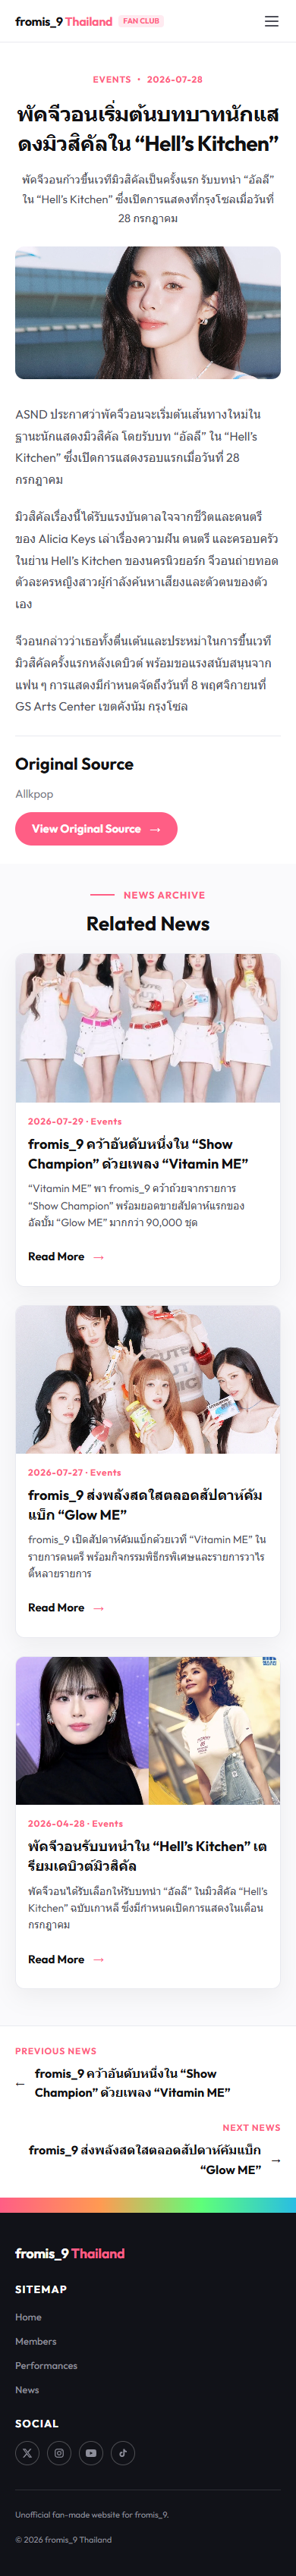 fromis_9 Thailand FAN CLUB
EVENTS • 2026-07-28
พัคจีวอนเริ่มต้นบทบาทนักแส
ดงมิวสิคัลใน “Hell’s Kitchen”
พัคจีวอนก้าวขึ้นเวทีมิวสิคัลเป็นครั้งแรก รับบทนำ “อัลลี”
ใน “Hell’s Kitchen” ซึ่งเปิดการแสดงที่กรุงโซลเมื่อวันที่
28 กรกฎาคม
ASND ประกาศว่าพัคจีวอนจะเริ่มต้นเส้นทางใหม่ใน
ฐานะนักแสดงมิวสิคัล โดยรับบท “อัลลี” ใน “Hell’s
Kitchen” ซึ่งเปิดการแสดงรอบแรกเมื่อวันที่ 28
กรกฎาคม
มิวสิคัลเรื่องนี้ได้รับแรงบันดาลใจจากชีวิตและดนตรี
ของ Alicia Keys เล่าเรื่องความฝัน ดนตรี และครอบครัว
ในย่าน Hell’s Kitchen ของนครนิวยอร์ก จีวอนถ่ายทอด
ตัวละครหญิงสาวผู้กำลังค้นหาเสียงและตัวตนของตัว
เอง
จีวอนกล่าวว่าเธอทั้งตื่นเต้นและประหม่าในการขึ้นเวที
มิวสิคัลครั้งแรกหลังเดบิวต์ พร้อมขอแรงสนับสนุนจาก
แฟน ๆ การแสดงมีกำหนดจัดถึงวันที่ 8 พฤศจิกายนที่
GS Arts Center เขตคังนัม กรุงโซล
Original Source
Allkpop
View Original Source →
NEWS ARCHIVE
Related News
2026-07-29 · Events
fromis_9 คว้าอันดับหนึ่งใน “Show
Champion” ด้วยเพลง “Vitamin ME”
“Vitamin ME” พา fromis_9 คว้าถ้วยจากรายการ
“Show Champion” พร้อมยอดขายสัปดาห์แรกของ
อัลบั้ม “Glow ME” มากกว่า 90,000 ชุด
Read More →
2026-07-27 · Events
fromis_9 ส่งพลังสดใสตลอดสัปดาห์คัม
แบ็ก “Glow ME”
fromis_9 เปิดสัปดาห์คัมแบ็กด้วยเวที “Vitamin ME” ใน
รายการดนตรี พร้อมกิจกรรมพิธีกรพิเศษและรายการวาไร
ตี้หลายรายการ
Read More →
2026-04-28 · Events
พัคจีวอนรับบทนำใน “Hell’s Kitchen” เต
รียมเดบิวต์มิวสิคัล
พัคจีวอนได้รับเลือกให้รับบทนำ “อัลลี” ในมิวสิคัล “Hell’s
Kitchen” ฉบับเกาหลี ซึ่งมีกำหนดเปิดการแสดงในเดือน
กรกฎาคม
Read More →
PREVIOUS NEWS
← fromis_9 คว้าอันดับหนึ่งใน “Show
Champion” ด้วยเพลง “Vitamin ME”
NEXT NEWS
fromis_9 ส่งพลังสดใสตลอดสัปดาห์คัมแบ็ก →
“Glow ME”
fromis_9 Thailand
SITEMAP
Home
Members
Performances
News
SOCIAL
Unofficial fan-made website for fromis_9.
© 2026 fromis_9 Thailand